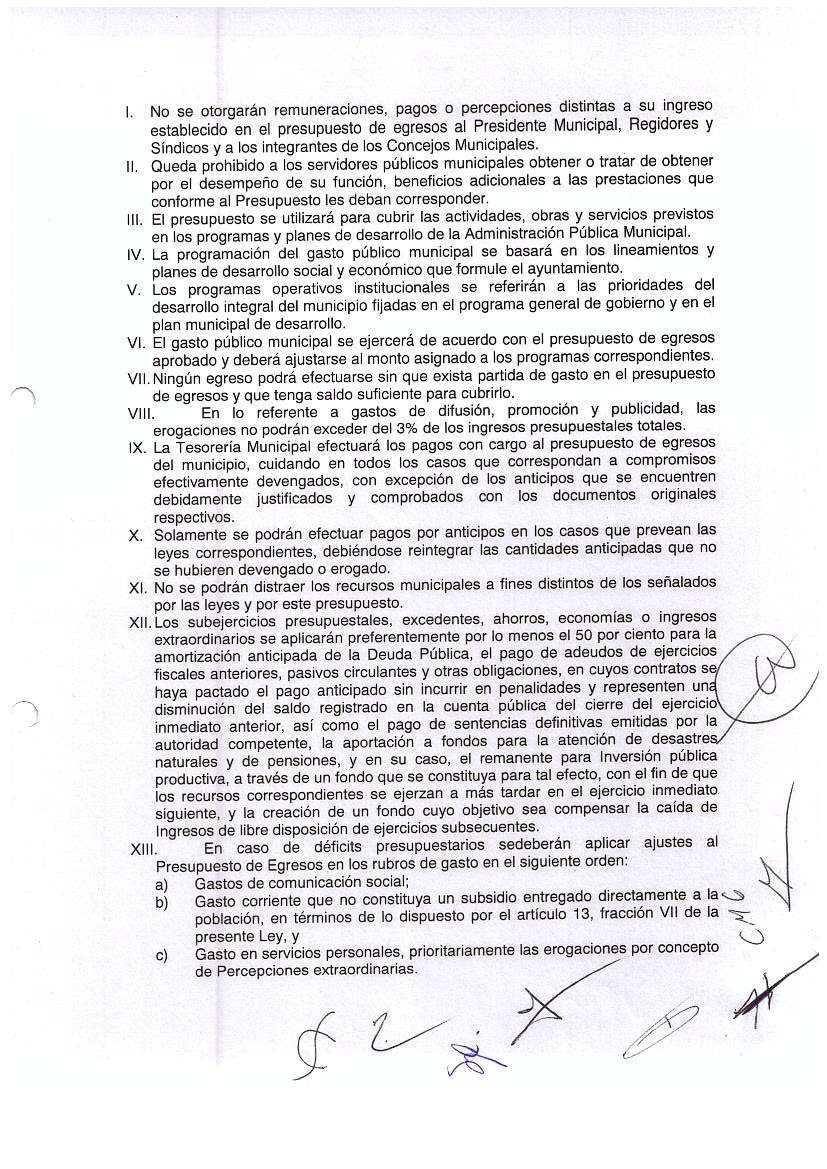 I. No se otorgarán remuneraciones, pagos o percepciones distintas a su ingreso
establecido en el presupuesto de egresos al Presidente Municipal, Regidores y
Síndicos y a los integrantes de los Concejos Municipales.
II. Queda prohibido a los servidores públicos municipales obtener o tratar de obtener
por el desempeño de su función, beneficios adicionales a las prestaciones que
conforme al Presupuesto les deban corresponder.
III. El presupuesto se utilizará para cubrir las actividades, obras y servicios previstos
en los programas y planes de desarrollo de la Administración Pública Municipal.
IV. La programación del gasto público municipal se basará en los lineamientos y
planes de desarrollo social y económico que formule el ayuntamiento.
V. Los programas operativos institucionales se referirán a las prioridades del
desarrollo integral del municipio fijadas en el programa general de gobierno y en el
plan municipal de desarrollo.
VI. El gasto público municipal se ejercerá de acuerdo con el presupuesto de egresos
aprobado y deberá ajustarse al monto asignado a los programas correspondientes.
VII. Ningún egreso podrá efectuarse sin que exista partida de gasto en el presupuesto
de egresos y que tenga saldo suficiente para cubrirlo.
VIII. En lo referente a gastos de difusión, promoción y publicidad, las
erogaciones no podrán exceder del 3% de los ingresos presupuestales totales.
IX. La Tesorería Municipal efectuará los pagos con cargo al presupuesto de egresos
del municipio, cuidando en todos los casos que correspondan a compromisos
efectivamente devengados, con excepción de los anticipos que se encuentren
debidamente justificados y comprobados con los documentos originales
respectivos.
X. Solamente se podrán efectuar pagos por anticipos en los casos que prevean las
leyes correspondientes, debiéndose reintegrar las cantidades anticipadas que no
se hubieren devengado o erogado.
XI. No se podrán distraer los recursos municipales a fines distintos de los señalados
por las leyes y por este presupuesto.
XII. Los subejercicios presupuestales, excedentes, ahorros, economías o ingresos
extraordinarios se aplicarán preferentemente por lo menos el 50 por ciento para la
amortización anticipada de la Deuda Pública, el pago de adeudos de ejercicios
fiscales anteriores, pasivos circulantes y otras obligaciones, en cuyos contratos se
haya pactado el pago anticipado sin incurrir en penalidades y representen una
disminución del saldo registrado en la cuenta pública del cierre del ejercicio
inmediato anterior, así como el pago de sentencias definitivas emitidas por la
autoridad competente, la aportación a fondos para la atención de desastres
naturales y de pensiones, y en su caso, el remanente para Inversión pública
productiva, a través de un fondo que se constituya para tal efecto, con el fin de que
los recursos correspondientes se ejerzan a más tardar en el ejercicio inmediato
siguiente, y la creación de un fondo cuyo objetivo sea compensar la caída de
Ingresos de libre disposición de ejercicios subsecuentes.
XIII. En caso de déficits presupuestarios sedeberán aplicar ajustes al
Presupuesto de Egresos en los rubros de gasto en el siguiente orden:
a) Gastos de comunicación social;
b) Gasto corriente que no constituya un subsidio entregado directamente a la
población, en términos de lo dispuesto por el artículo 13, fracción VII de la
presente Ley, y
c) Gasto en servicios personales, prioritariamente las erogaciones por concepto
de Percepciones extraordinarias.